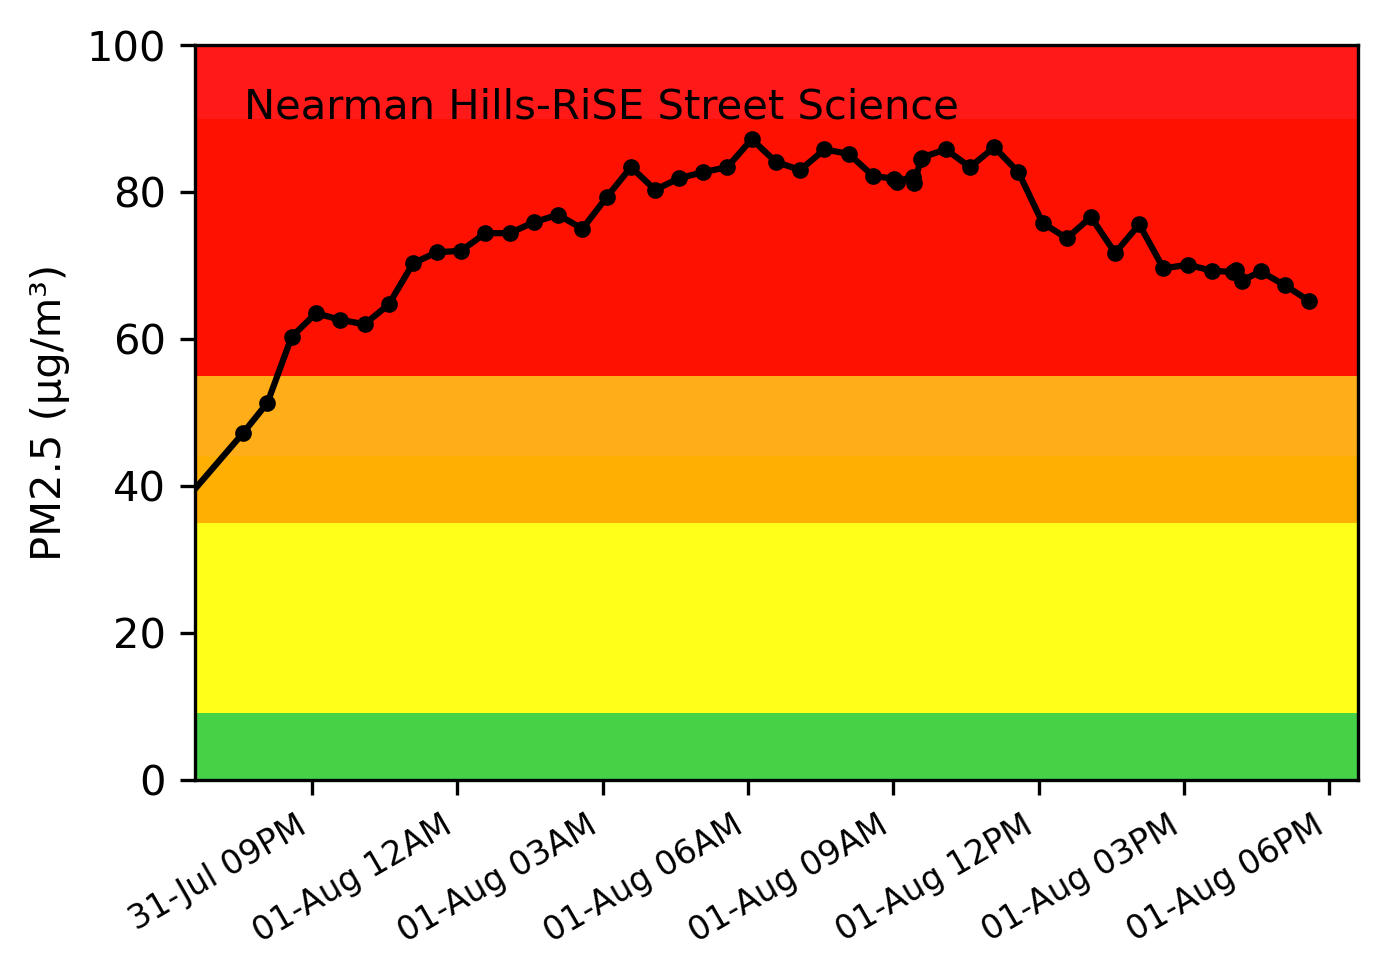 Nearman Hills-RiSE Street Science
PM2.5 (µg/m³)
100
80
60
40
20
0
31-Jul 09PM
01-Aug 12AM
01-Aug 03AM
01-Aug 06AM
01-Aug 09AM
01-Aug 12PM
01-Aug 03PM
01-Aug 06PM